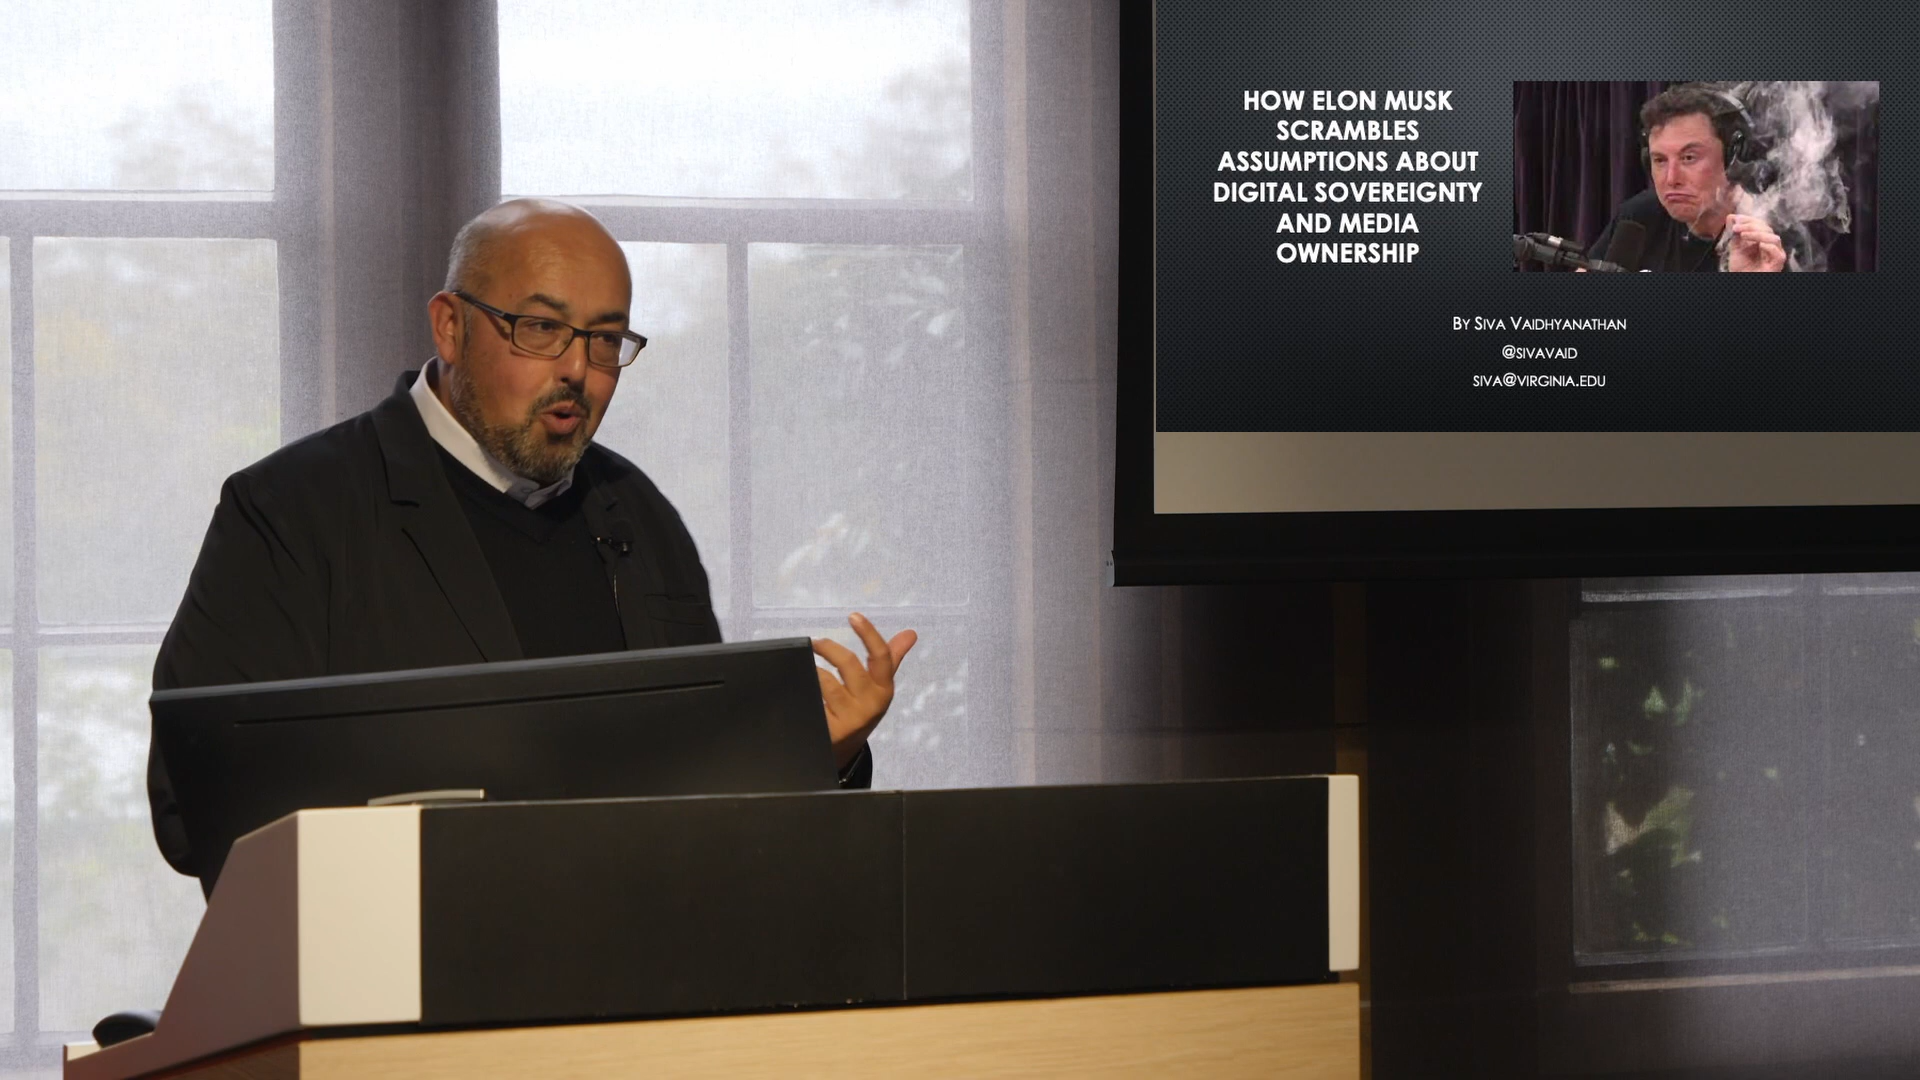 HOW ELON MUSK
SCRAMBLES
ASSUMPTIONS ABOUT
DIGITAL SOVEREIGNTY
AND MEDIA
OWNERSHIP
BY SIVA VAIDHYANATHAN
@SIVAVAID
SIVA@VIRGINIA.EDU